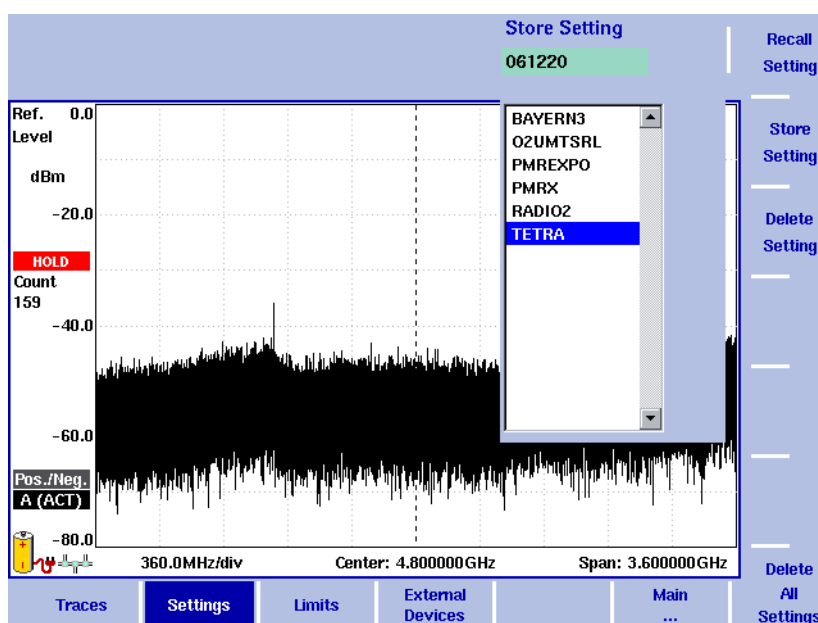 Store Setting
061220
Recall
Setting
Ref. 0.0
Level
dBm
-20.0
HOLD
Count
159
-40.0
-60.0
Pos./Neg.
A (ACT)
-80.0
BAYERN3
O2UMTSRL
PMREXPO
PMRX
RADIO2
TETRA
Store
Setting
Delete
Setting
360.0MHz/div Center: 4.800000GHz Span: 3.600000GHz
Delete
All
Settings
Traces
Settings
Limits
External
Devices
Main
...